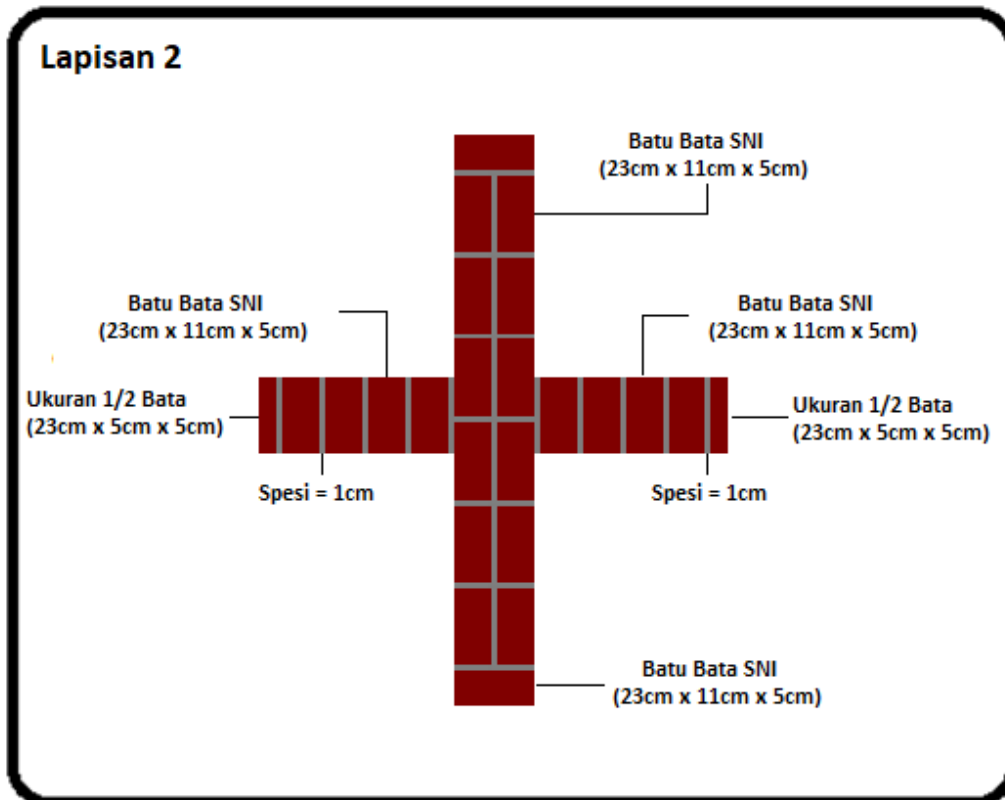 Lapisan 2
Batu Bata SNI
(23cm x 11cm x 5cm)
Batu Bata SNI
(23cm x 11cm x 5cm)
Batu Bata SNI
(23cm x 11cm x 5cm)
Ukuran 1/2 Bata
(23cm x 5cm x 5cm)
Ukuran 1/2 Bata
(23cm x 5cm x 5cm)
Spesi = 1cm
Spesi = 1cm
Batu Bata SNI
(23cm x 11cm x 5cm)